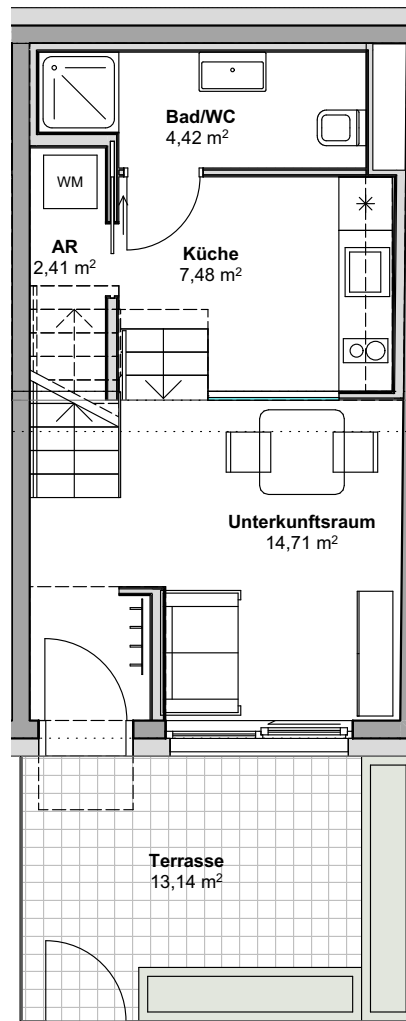 Bad/WC
4,42 m²
WM
AR
2,41 m²
Küche
7,48 m²
Unterkunftsraum
14,71 m²
Terrasse
13,14 m²